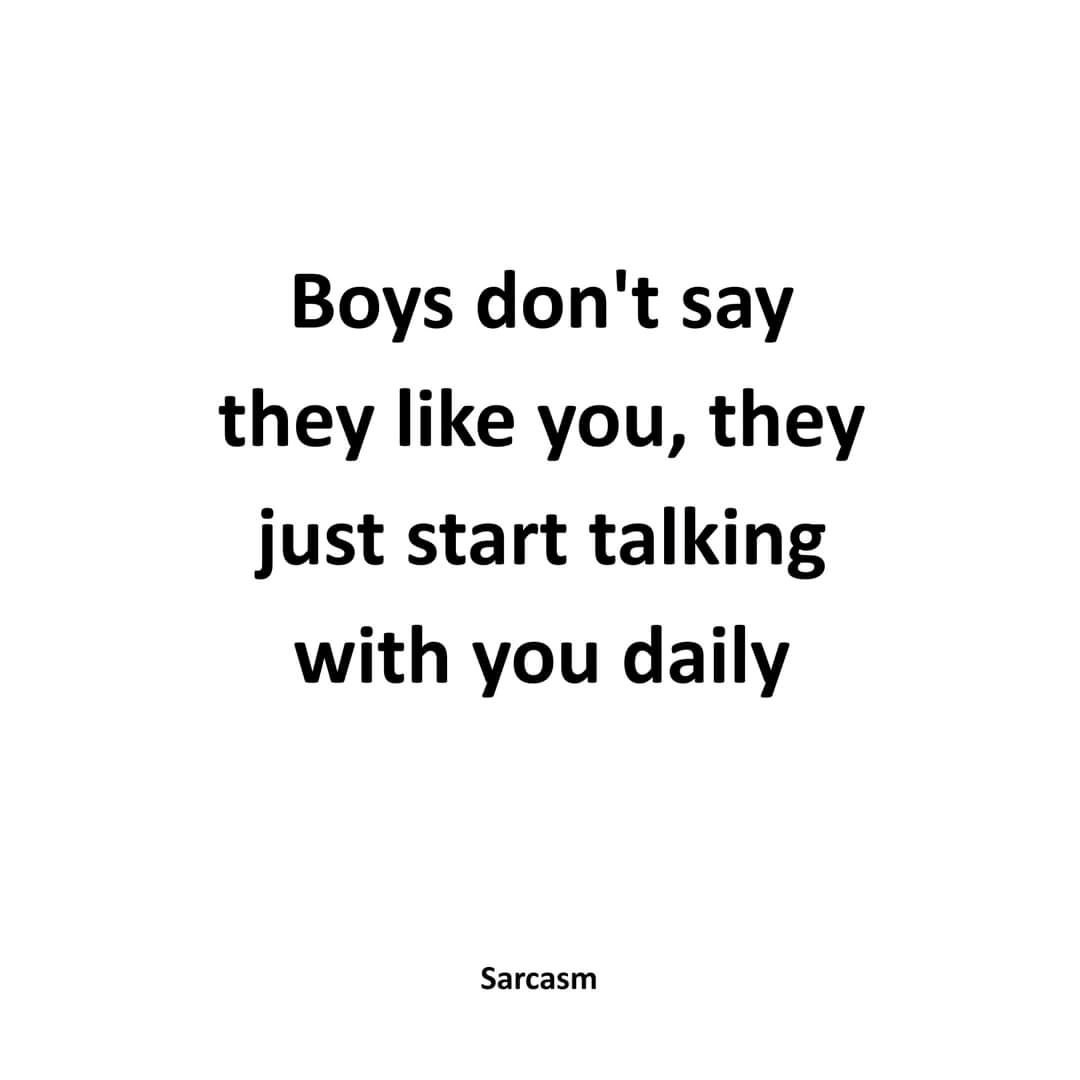 Boys don't say
they like you, they
just start talking
with you daily
Sarcasm